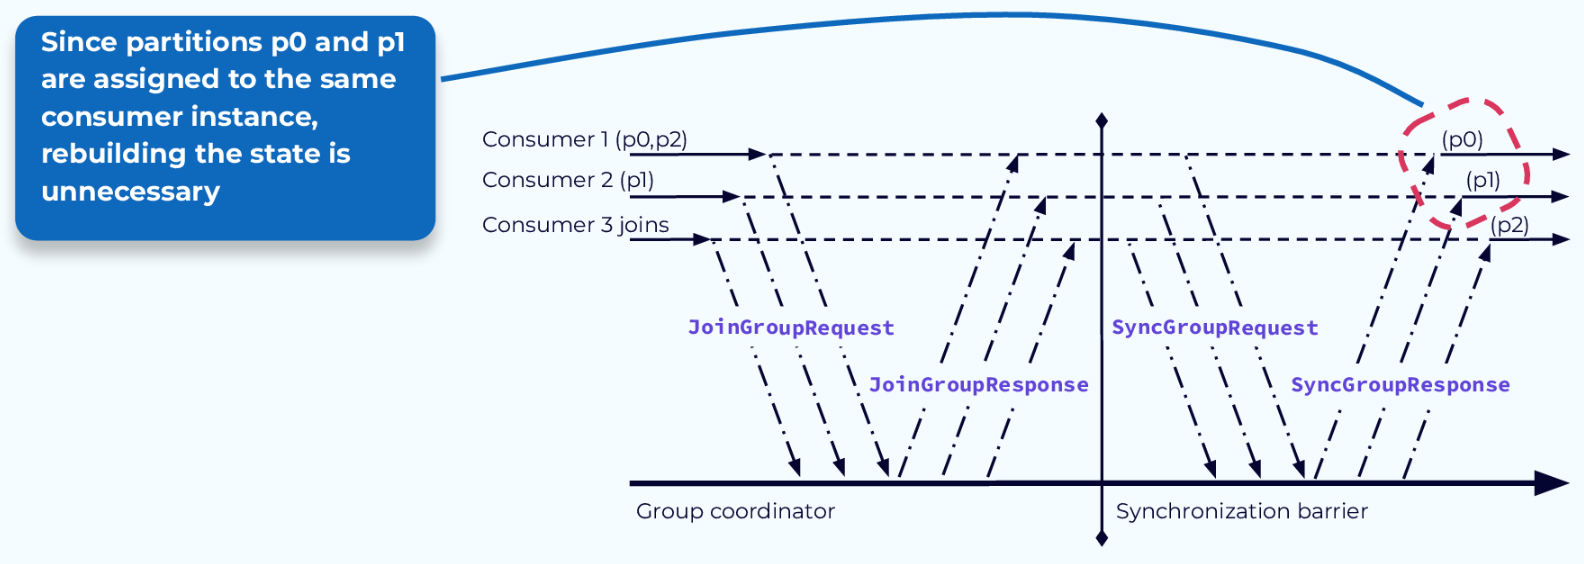 Since partitions p0 and p1
are assigned to the same
consumer instance,
rebuilding the state is
unnecessary
Consumer 1 (p0,p2)
(p0)
Consumer 2 (p1)
(p1)
Consumer 3 joins
(p2)
JoinGroupRequest
SyncGroupRequest
JoinGroupResponse
SyncGroupResponse
Group coordinator
Synchronization barrier